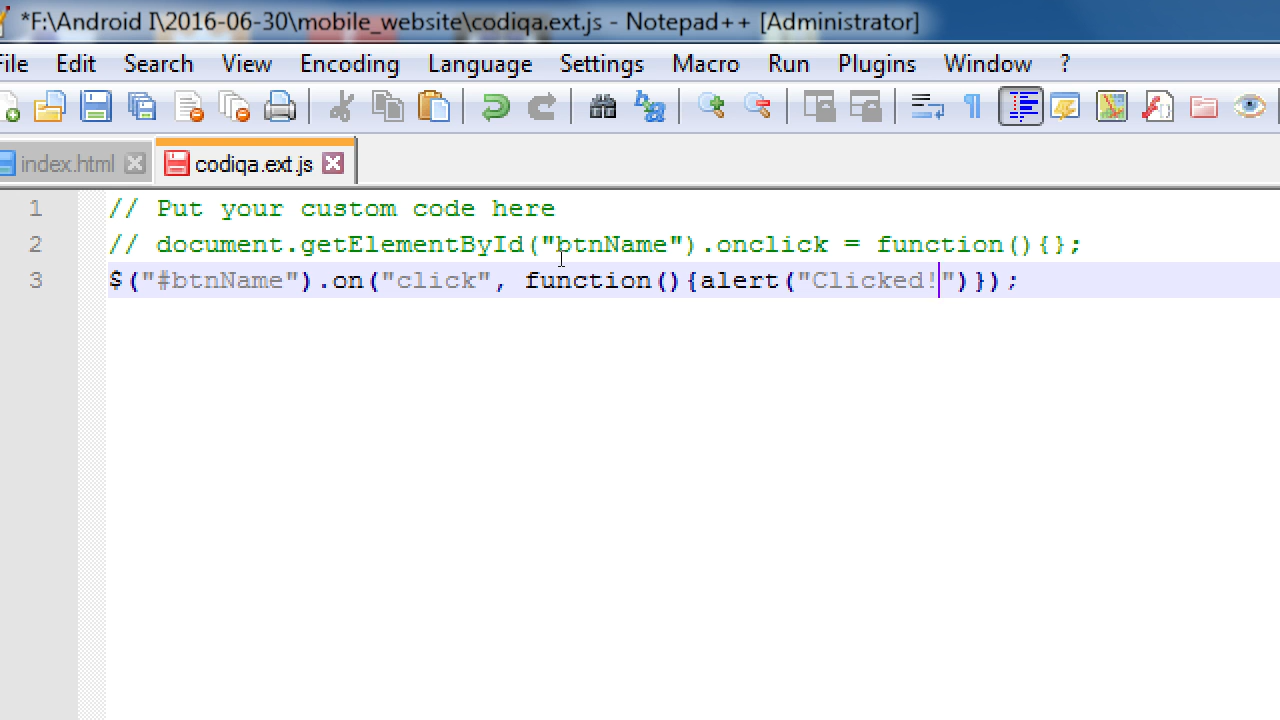 *F:\Android I\2016-06-30\mobile_website\codiqa.ext.js - Notepad++ [Administrator]
File Edit Search View Encoding Language Settings Macro Run Plugins Window ?
index.html codiqa.ext.js
1 // Put your custom code here
2 // document.getElementById("btnName").onclick = function(){};
3 $("#btnName").on("click", function(){alert("Clicked!")});